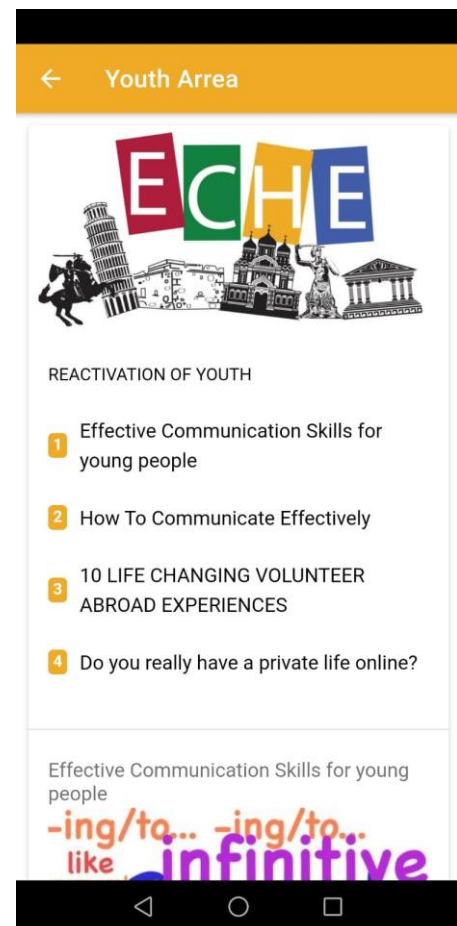 Youth Arrea
ECHE
REACTIVATION OF YOUTH
1 Effective Communication Skills for
young people
2 How To Communicate Effectively
3 10 LIFE CHANGING VOLUNTEER
ABROAD EXPERIENCES
4 Do you really have a private life online?
Effective Communication Skills for young
people
-ing/to... -ing/to...
like infinitive